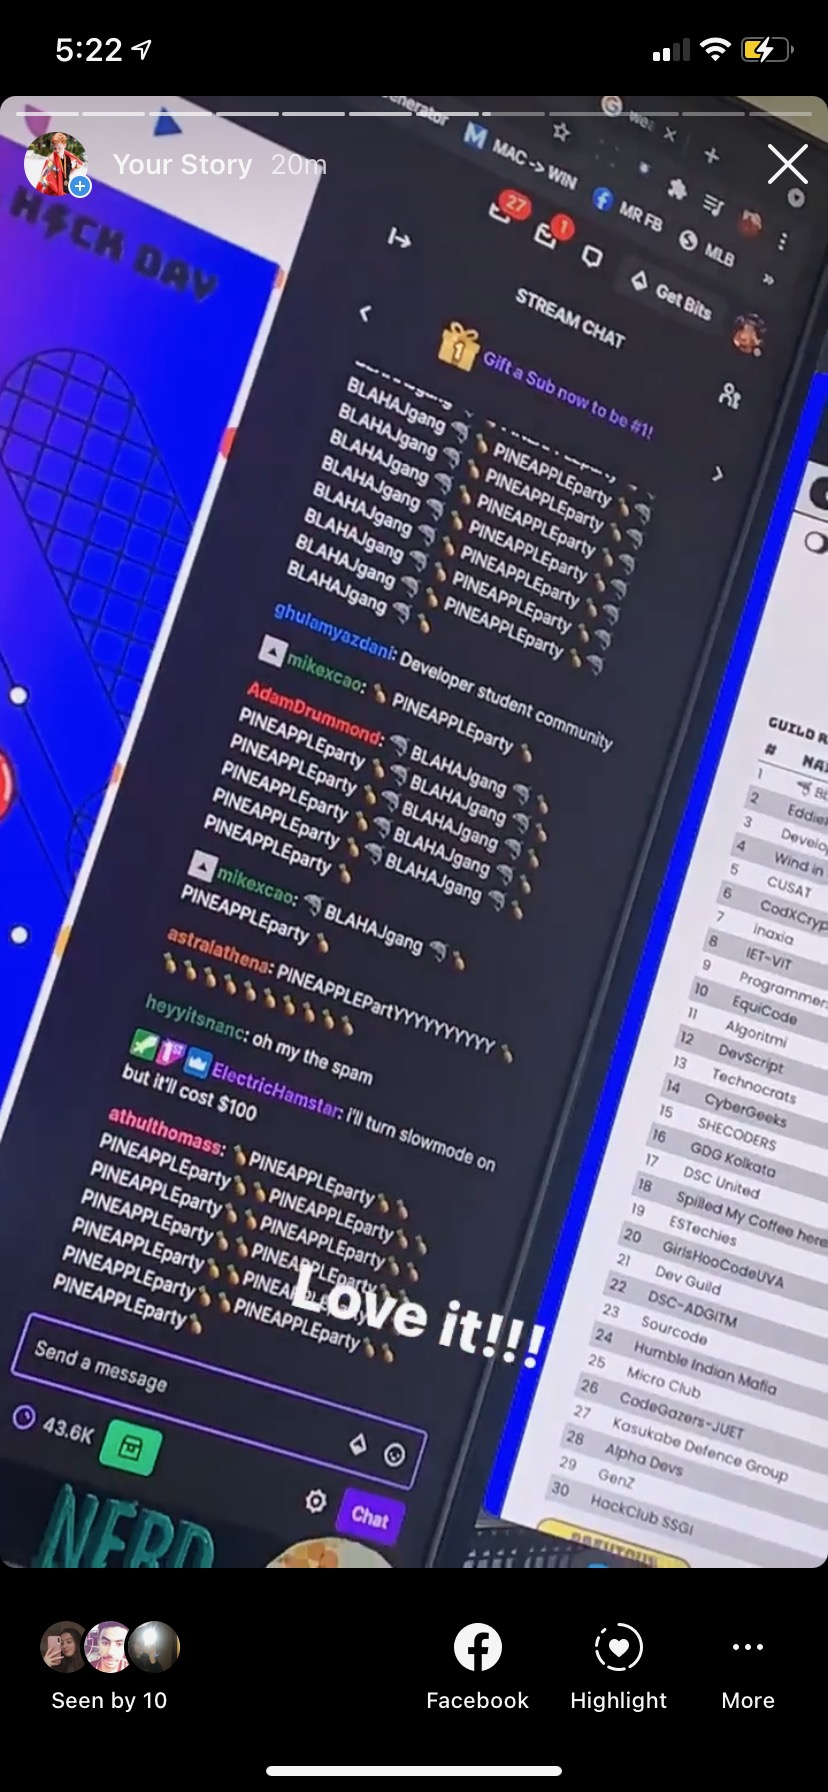 5:22
Your Story 20m
HACK DAY
enerator
wea
MAC -> WIN
MR FB
MLB
27
1
Get Bits
STREAM CHAT
1
Gift a Sub now to be #1!
BLAHAJgang PINEAPPLEparty
BLAHAJgang PINEAPPLEparty
BLAHAJgang PINEAPPLEparty
BLAHAJgang PINEAPPLEparty
BLAHAJgang PINEAPPLEparty
BLAHAJgang PINEAPPLEparty
BLAHAJgang PINEAPPLEparty
BLAHAJgang
ghulamyazdani: Developer student community
mikexcao: 🍍 PINEAPPLEparty 🍍
AdamDrummond: BLAHAJgang 🍍
PINEAPPLEparty 🍍 BLAHAJgang 🍍
PINEAPPLEparty 🍍 BLAHAJgang 🍍
PINEAPPLEparty 🍍 BLAHAJgang 🍍
PINEAPPLEparty 🍍 BLAHAJgang 🍍
PINEAPPLEparty 🍍
mikexcao: BLAHAJgang 🍍
PINEAPPLEparty 🍍
astralathena: PINEAPPLEPartYYYYYYYYYYY 🍍
🍍🍍🍍🍍🍍🍍🍍🍍🍍🍍
heyyitsnanc: oh my the spam
ElectricHamstar: I'll turn slowmode on
but it'll cost $100
athulthomass: 🍍PINEAPPLEparty🍍🍍
PINEAPPLEparty🍍🍍PINEAPPLEparty🍍🍍
PINEAPPLEparty🍍🍍PINEAPPLEparty🍍🍍
PINEAPPLEparty🍍🍍PINEAPPLEparty🍍🍍
PINEAPPLEparty🍍🍍PINEAPPLEparty
PINEAPPLEparty🍍🍍PINEAPPLEparty🍍🍍
PINEAPPLEparty🍍
Love it!!!
Send a message
43.6K
Chat
NERD
GUILD R
# NA
1 BL
2 Eddie
3 Develo
4 Wind in
5 CUSAT
6 CodXCryp
7 inaxia
8 IET-VIT
9 Programmer
10 EquiCode
11 Algoritmi
12 DevScript
13 Technocrats
14 CyberGeeks
15 SHECODERS
16 GDG Kolkata
17 DSC United
18 Spilled My Coffee here
19 ESTechies
20 GirlsHooCodeUVA
21 Dev Guild
22 DSC-ADGITM
23 Sourcode
24 Humble Indian Mafia
25 Micro Club
26 CodeGazers-JUET
27 Kasukabe Defence Group
28 Alpha Devs
29 GenZ
30 HackClub SSGI
Seen by 10
Facebook
Highlight
More